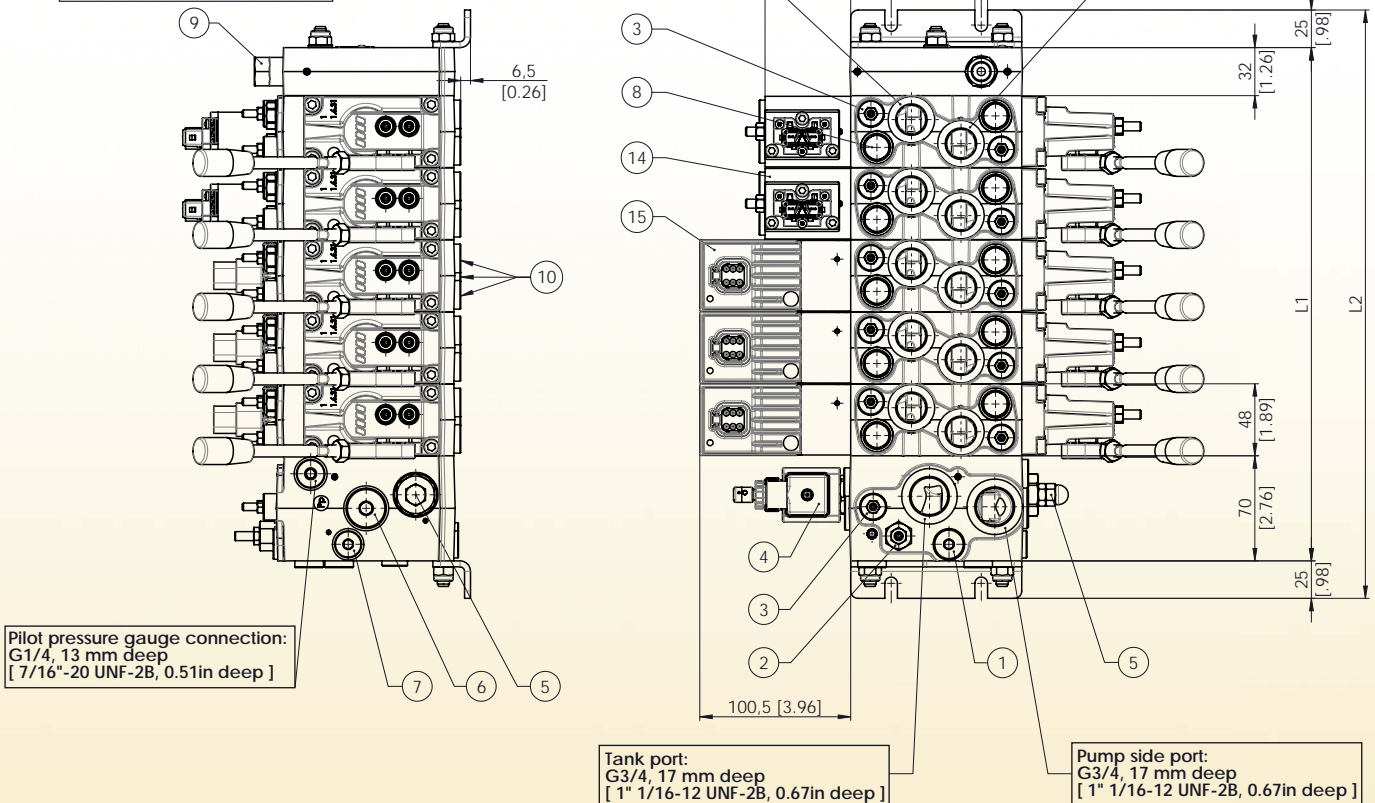 9
3
25
[.98]
6,5
[0.26]
32
[1.26]
8
14
15
10
L1
L2
48
[1.89]
70
[2.76]
4
3
25
[.98]
Pilot pressure gauge connection:
G1/4, 13 mm deep
[ 7/16"-20 UNF-2B, 0.51in deep ]
7
6
5
2
1
5
100,5 [3.96]
Tank port:
G3/4, 17 mm deep
[ 1" 1/16-12 UNF-2B, 0.67in deep ]
Pump side port:
G3/4, 17 mm deep
[ 1" 1/16-12 UNF-2B, 0.67in deep ]